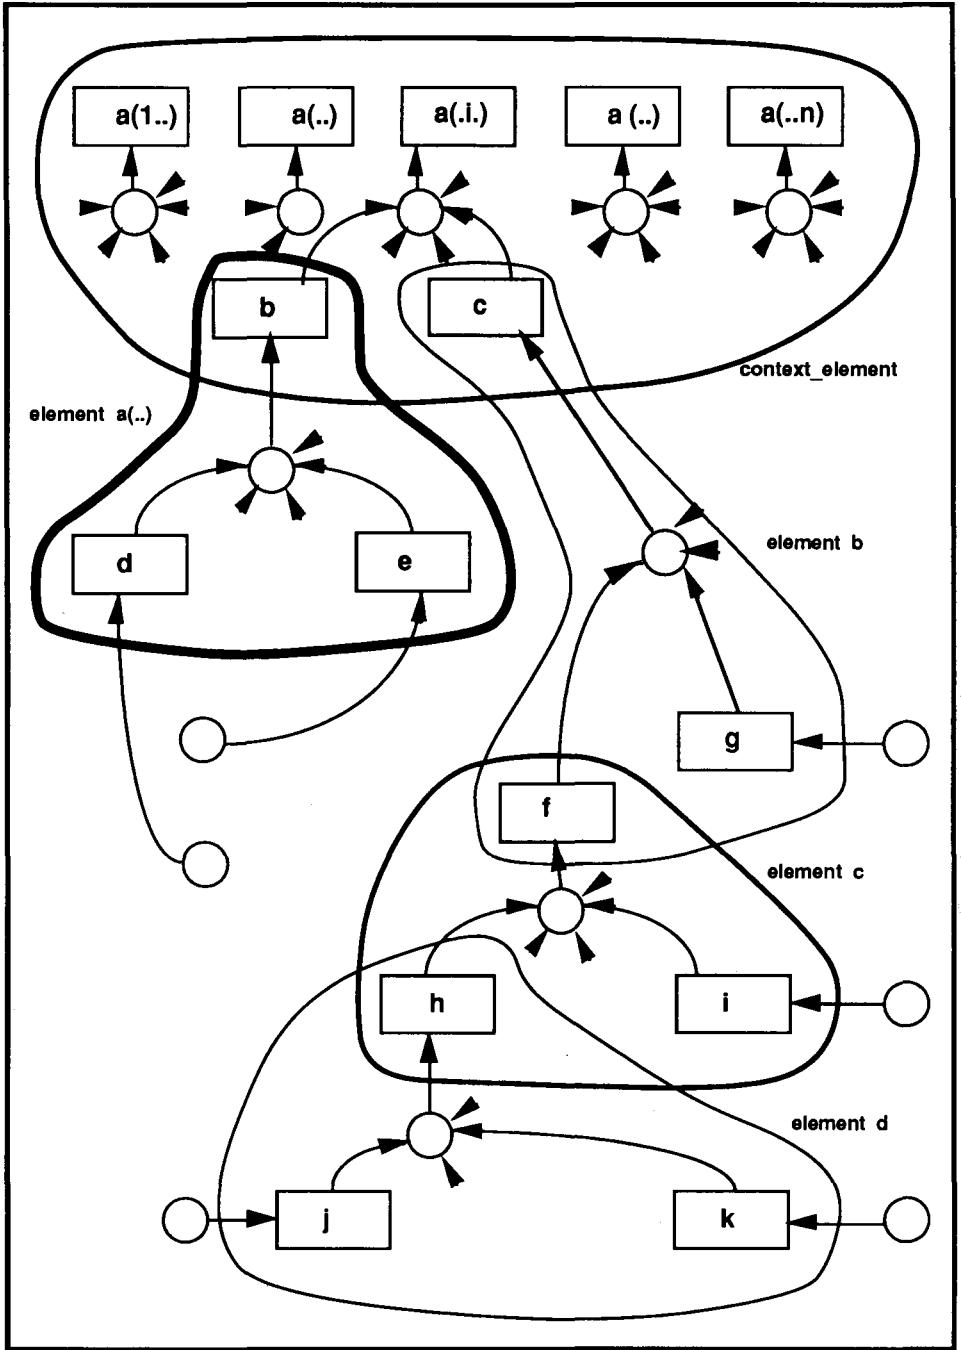 a(1..) a(..) a(.i.) a (..) a(..n)
b
c
context_element
element a(..)
d
e
element b
g
f
element c
h
i
element d
j
k